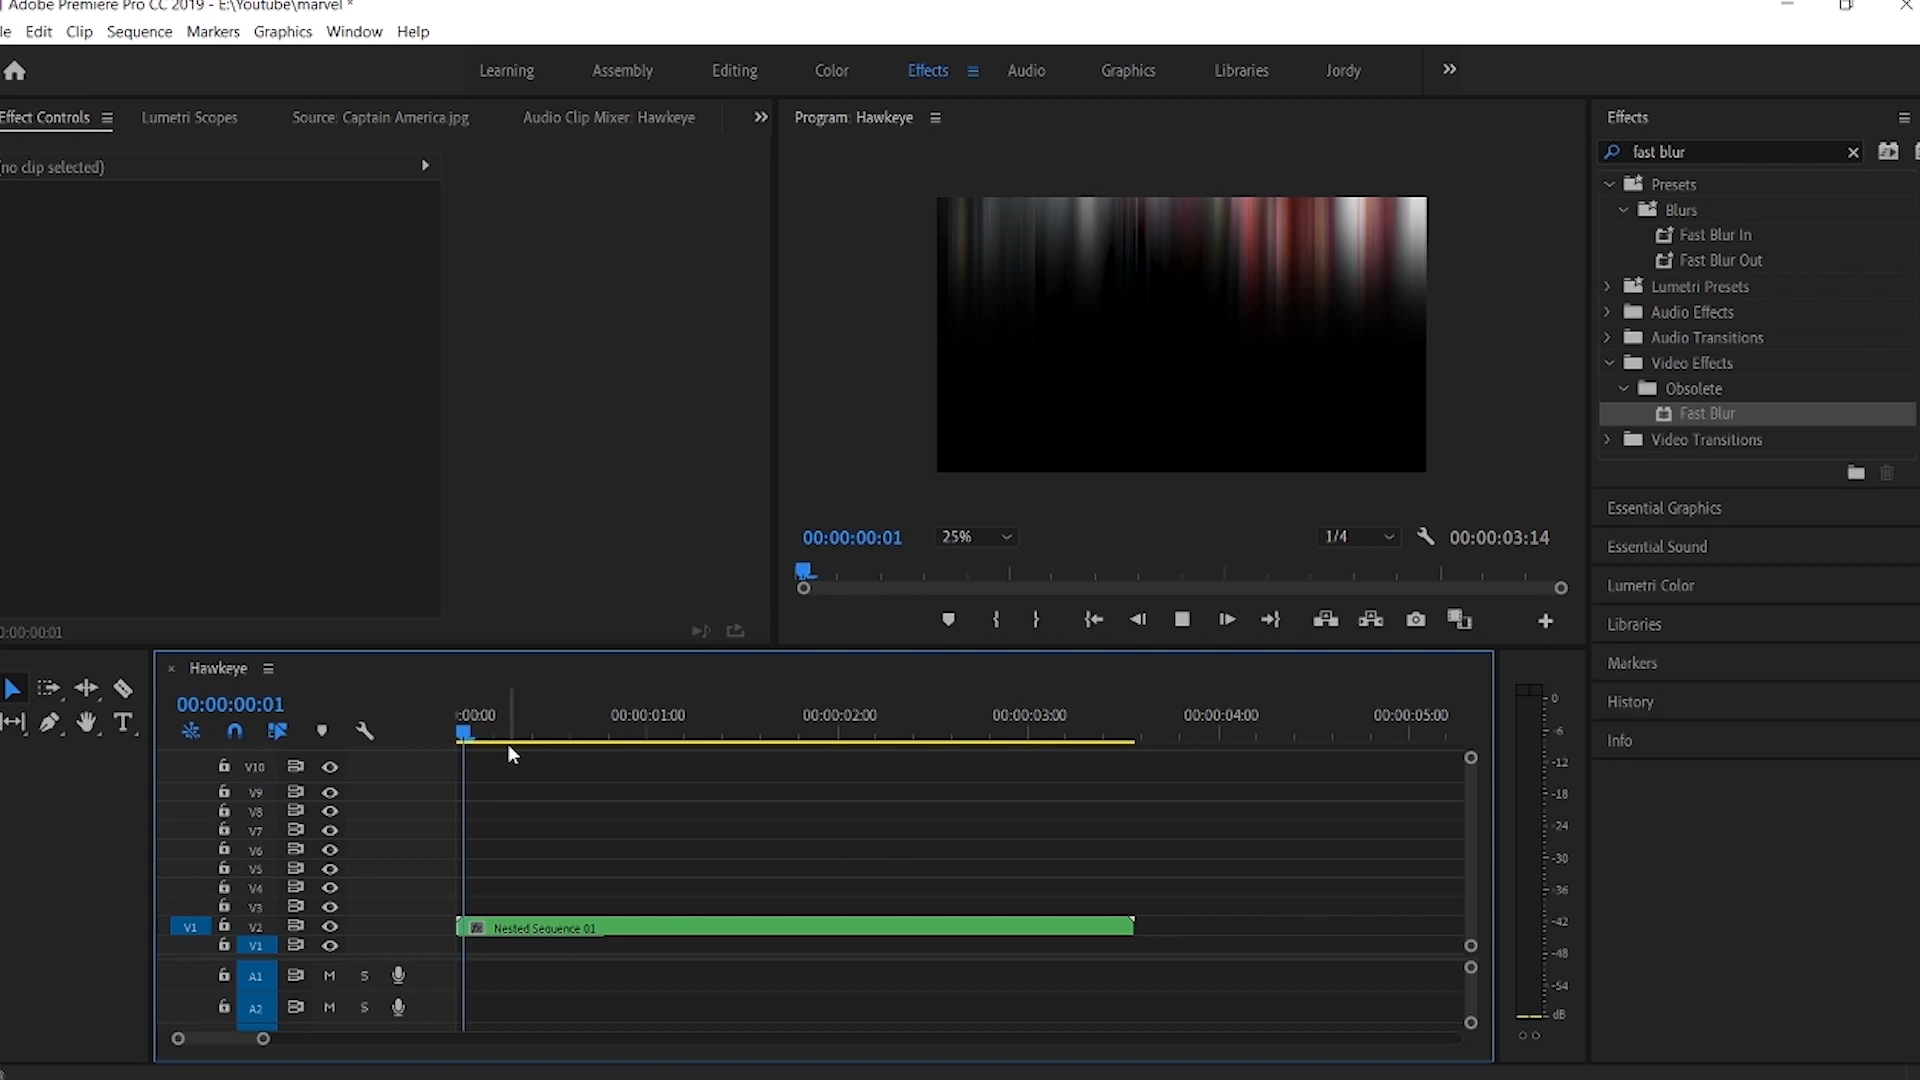 Adobe Premiere Pro CC 2019 - E:\Youtube\marvel *
le Edit Clip Sequence Markers Graphics Window Help
Learning Assembly Editing Color Effects Audio Graphics Libraries Jordy
Effect Controls Lumetri Scopes Source: Captain America.jpg Audio Clip Mixer: Hawkeye
Program: Hawkeye
Effects
no clip selected)
fast blur
Presets
Blurs
Fast Blur In
Fast Blur Out
Lumetri Presets
Audio Effects
Audio Transitions
Video Effects
Obsolete
Fast Blur
Video Transitions
00:00:00:01 25% 1/4 00:00:03:14
Essential Graphics
Essential Sound
Lumetri Color
Libraries
Markers
History
Info
0:00:00:01
Hawkeye
00:00:00:01
:00:00 00:00:01:00 00:00:02:00 00:00:03:00 00:00:04:00 00:00:05:00
V10
V9
V8
V7
V6
V5
V4
V3
V1 V2 fx Nested Sequence 01
V1
A1 M S
A2 M S
0
-6
-12
-18
-24
-30
-36
-42
-48
-54
dB